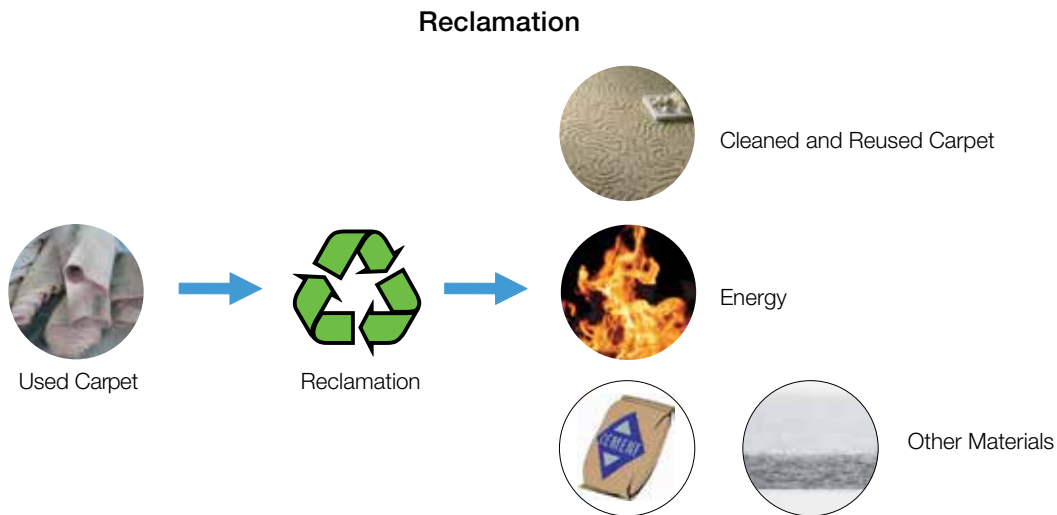 Reclamation
Cleaned and Reused Carpet
Energy
Used Carpet
Reclamation
CEMENT
Other Materials